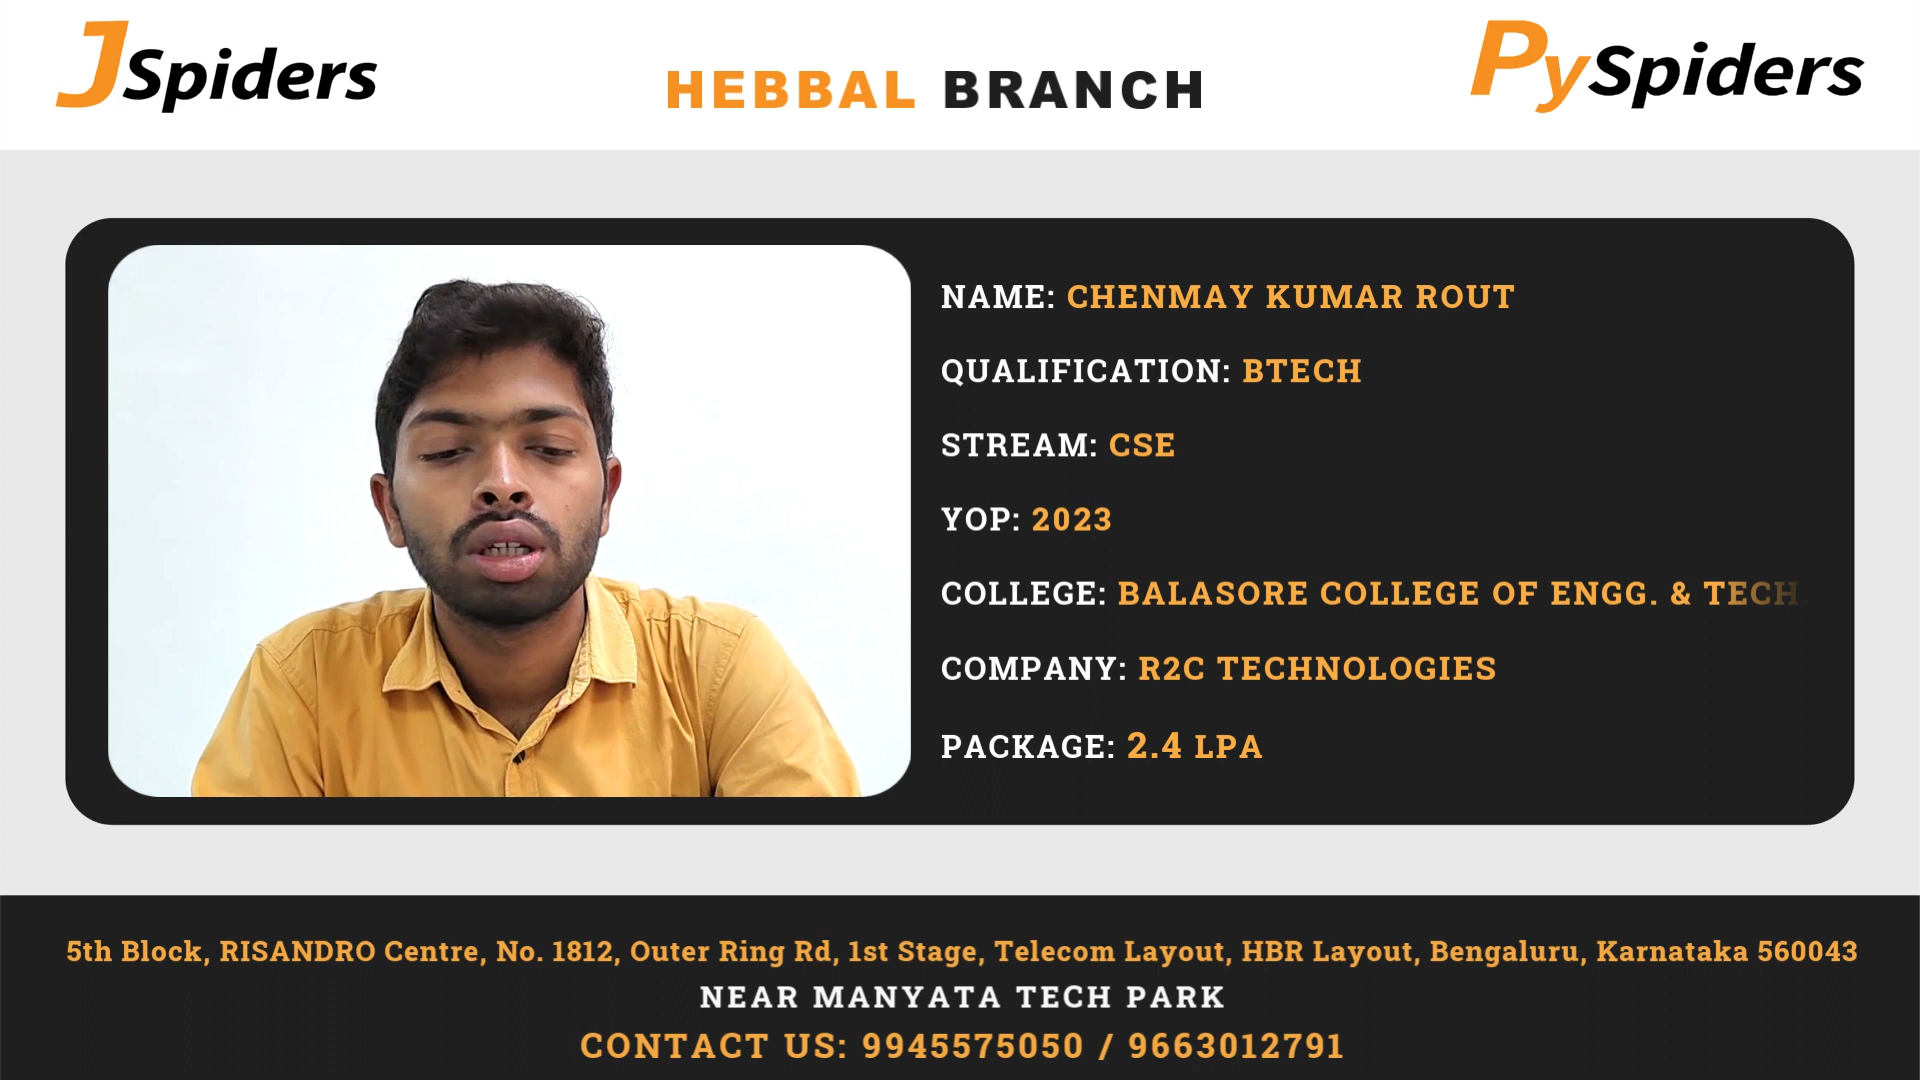 JSpiders
HEBBAL BRANCH
PySpiders
NAME: CHENMAY KUMAR ROUT
QUALIFICATION: BTECH
STREAM: CSE
YOP: 2023
COLLEGE: BALASORE COLLEGE OF ENGG. & TECH.
COMPANY: R2C TECHNOLOGIES
PACKAGE: 2.4 LPA
5th Block, RISANDRO Centre, No. 1812, Outer Ring Rd, 1st Stage, Telecom Layout, HBR Layout, Bengaluru, Karnataka 560043
NEAR MANYATA TECH PARK
CONTACT US: 9945575050 / 9663012791